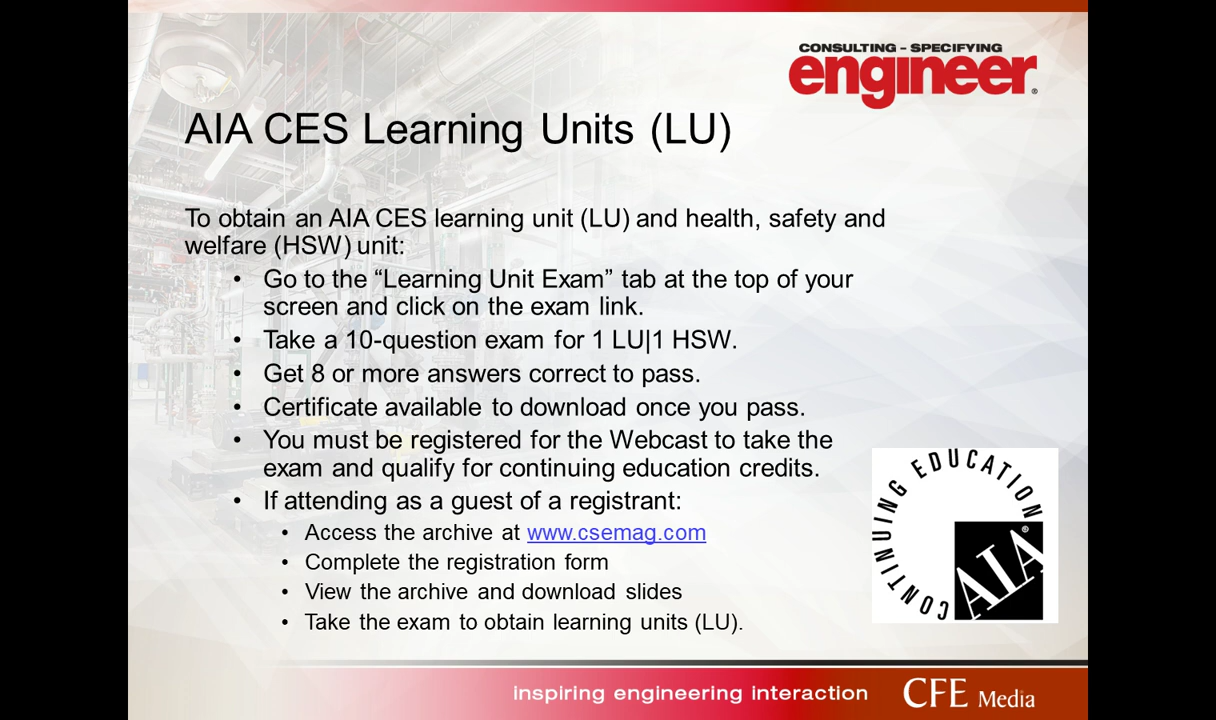 CONSULTING - SPECIFYING
engineer®
AIA CES Learning Units (LU)
To obtain an AIA CES learning unit (LU) and health, safety and
welfare (HSW) unit:
• Go to the “Learning Unit Exam” tab at the top of your
screen and click on the exam link.
• Take a 10-question exam for 1 LU|1 HSW.
• Get 8 or more answers correct to pass.
• Certificate available to download once you pass.
• You must be registered for the Webcast to take the
exam and qualify for continuing education credits.
• If attending as a guest of a registrant:
• Access the archive at www.csemag.com
• Complete the registration form
• View the archive and download slides
• Take the exam to obtain learning units (LU).
CONTINUING EDUCATION
AIA®
inspiring engineering interaction
CFE Media